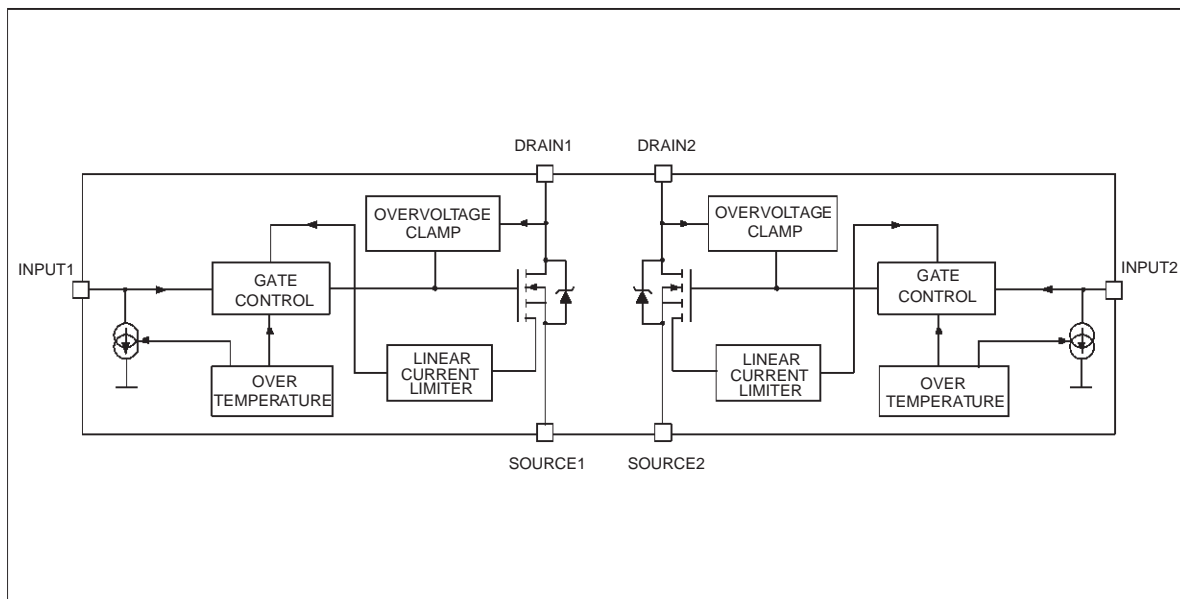 DRAIN1
DRAIN2
OVERVOLTAGE
CLAMP
OVERVOLTAGE
CLAMP
INPUT1
GATE
CONTROL
GATE
CONTROL
INPUT2
LINEAR
CURRENT
LIMITER
LINEAR
CURRENT
LIMITER
OVER
TEMPERATURE
OVER
TEMPERATURE
SOURCE1
SOURCE2